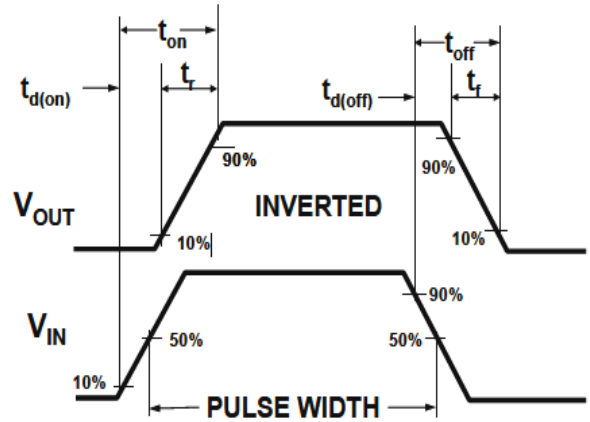 t_on
t_off
t_r
t_f
t_d(on)
t_d(off)
90%
90%
V_OUT
INVERTED
10%
10%
90%
V_IN
50%
50%
10%
PULSE WIDTH